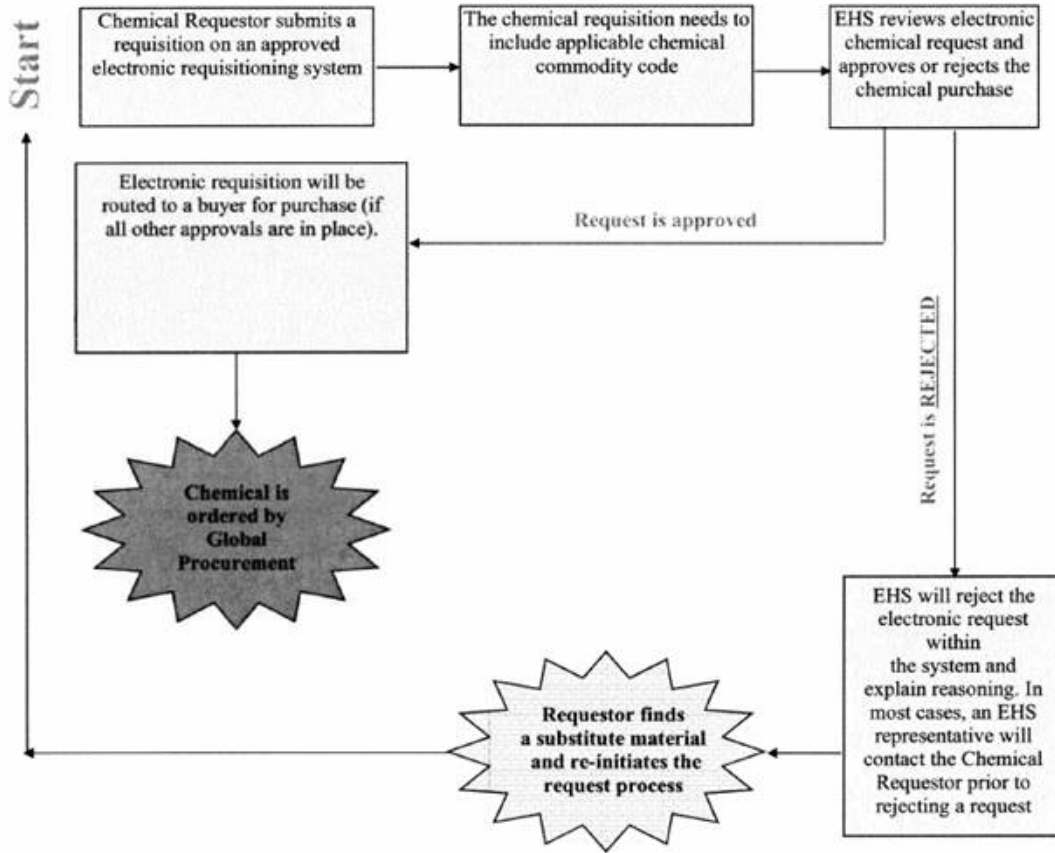 Start
Chemical Requestor submits a
requisition on an approved
electronic requisitioning system
The chemical requisition needs to
include applicable chemical
commodity code
EHS reviews electronic
chemical request and
approves or rejects the
chemical purchase
Electronic requisition will be
routed to a buyer for purchase (if
all other approvals are in place).
Request is approved
Request is REJECTED
Chemical is
ordered by
Global
Procurement
EHS will reject the
electronic request
within
the system and
explain reasoning. In
most cases, an EHS
representative will
contact the Chemical
Requestor prior to
rejecting a request
Requestor finds
a substitute material
and re-initiates the
request process